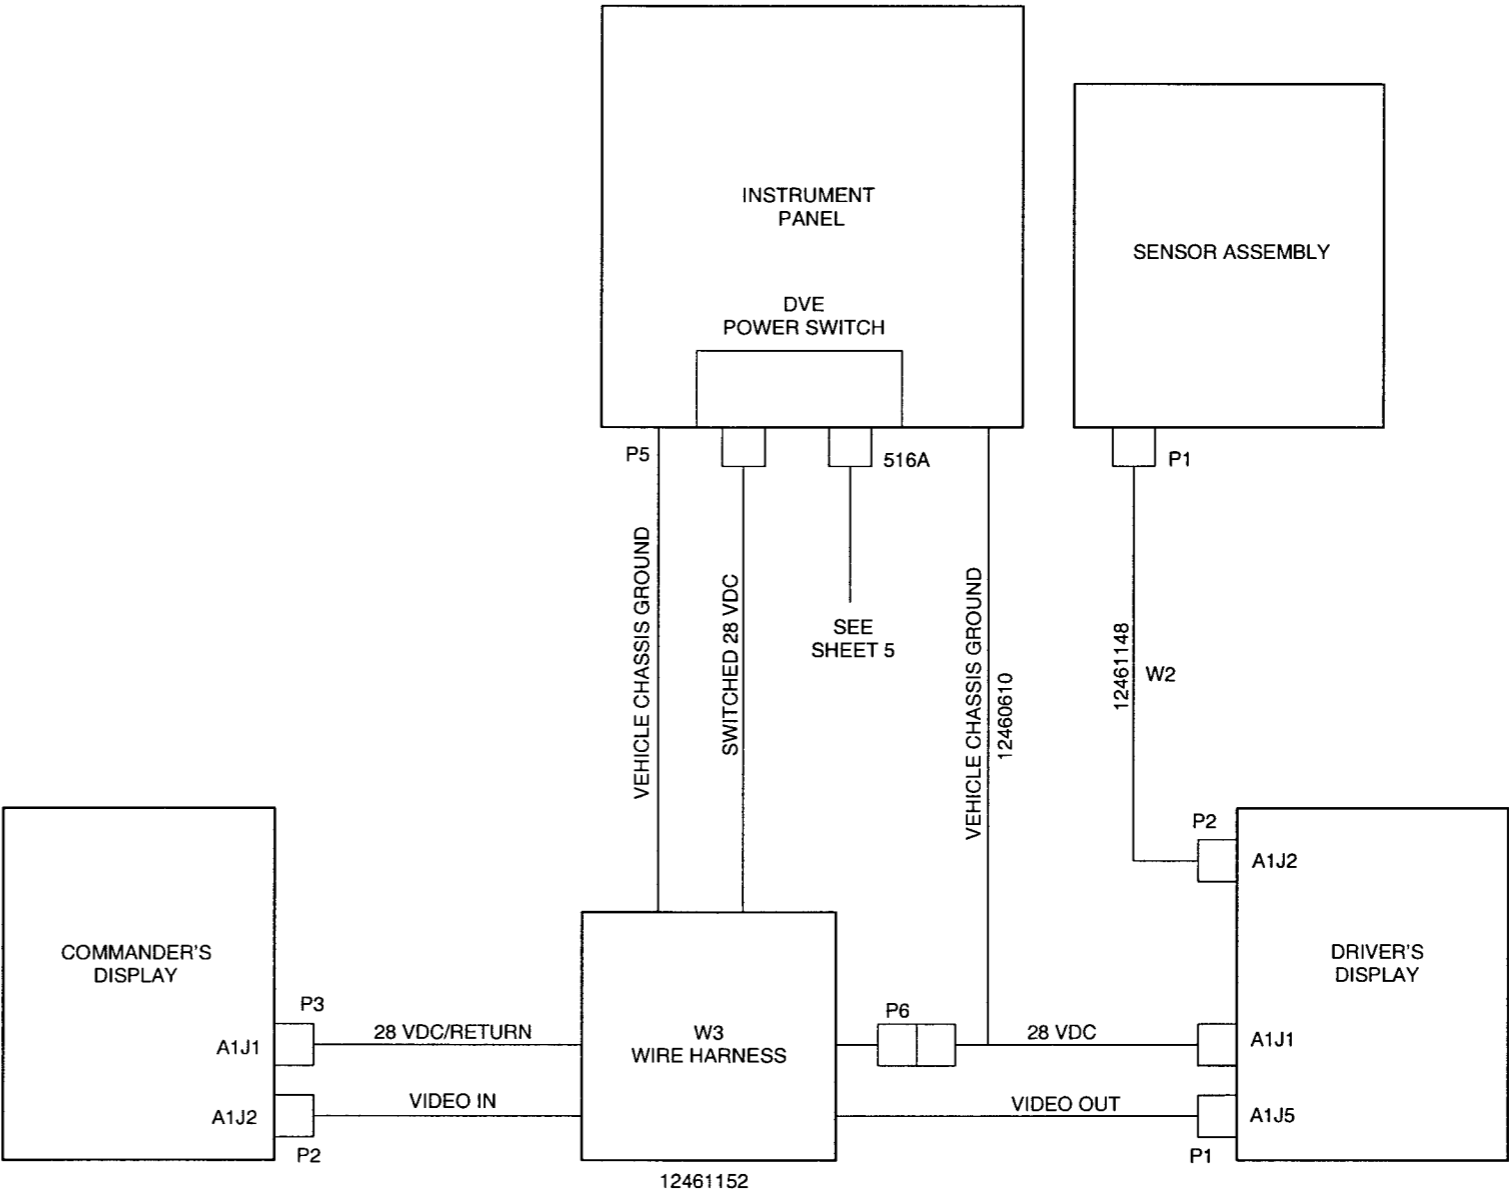 INSTRUMENT
PANEL
SENSOR ASSEMBLY
DVE
POWER SWITCH
P5
516A
P1
VEHICLE CHASSIS GROUND
SWITCHED 28 VDC
SEE
SHEET 5
VEHICLE CHASSIS GROUND
12460610
12461148
W2
P2
A1J2
COMMANDER'S
DISPLAY
DRIVER'S
DISPLAY
P3
A1J1
28 VDC/RETURN
W3
WIRE HARNESS
P6
28 VDC
A1J1
A1J2
VIDEO IN
VIDEO OUT
A1J5
P2
P1
12461152